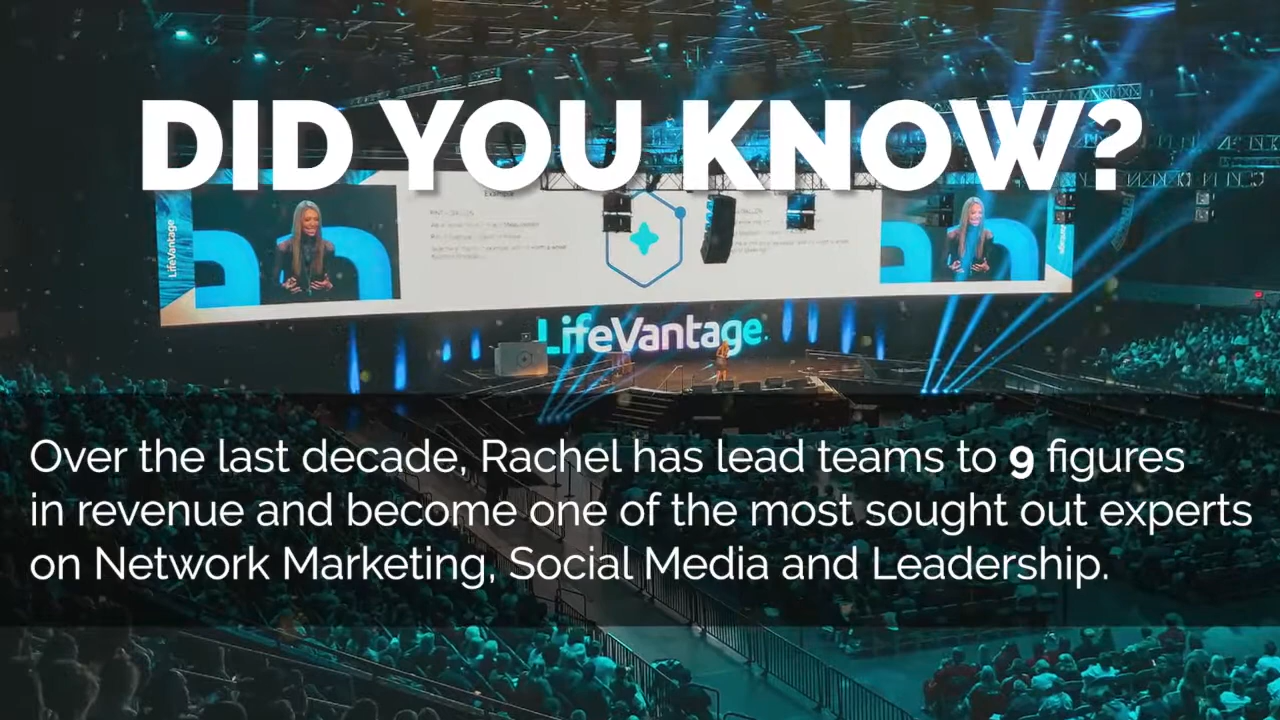 DID YOU KNOW?
Example
LifeVantage
LifeVantage
Over the last decade, Rachel has lead teams to 9 figures
in revenue and become one of the most sought out experts
on Network Marketing, Social Media and Leadership.